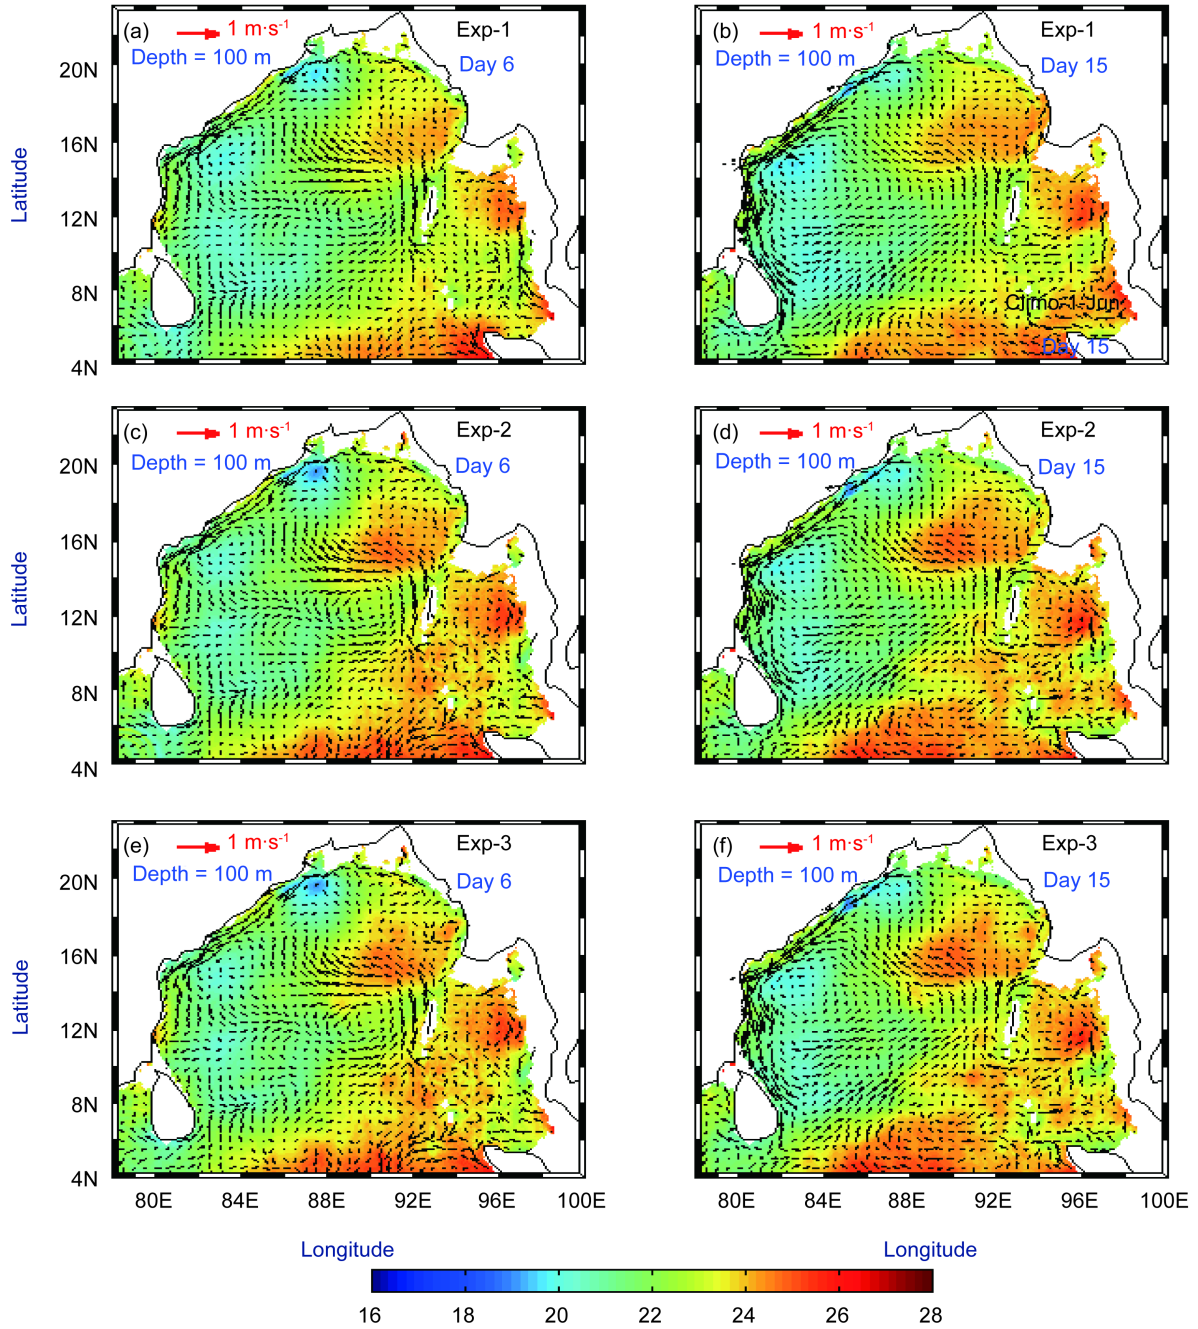 (a) 1 m·s⁻¹ Exp-1
Depth = 100 m Day 6
(b) 1 m·s⁻¹ Exp-1
Depth = 100 m Day 15
Climo-1-Jun
Day 15
20N
16N
12N
8N
4N
Latitude
(c) 1 m·s⁻¹ Exp-2
Depth = 100 m Day 6
(d) 1 m·s⁻¹ Exp-2
Depth = 100 m Day 15
20N
16N
12N
8N
4N
Latitude
(e) 1 m·s⁻¹ Exp-3
Depth = 100 m Day 6
(f) 1 m·s⁻¹ Exp-3
Depth = 100 m Day 15
20N
16N
12N
8N
4N
Latitude
80E 84E 88E 92E 96E 100E
80E 84E 88E 92E 96E 100E
Longitude
Longitude
16 18 20 22 24 26 28